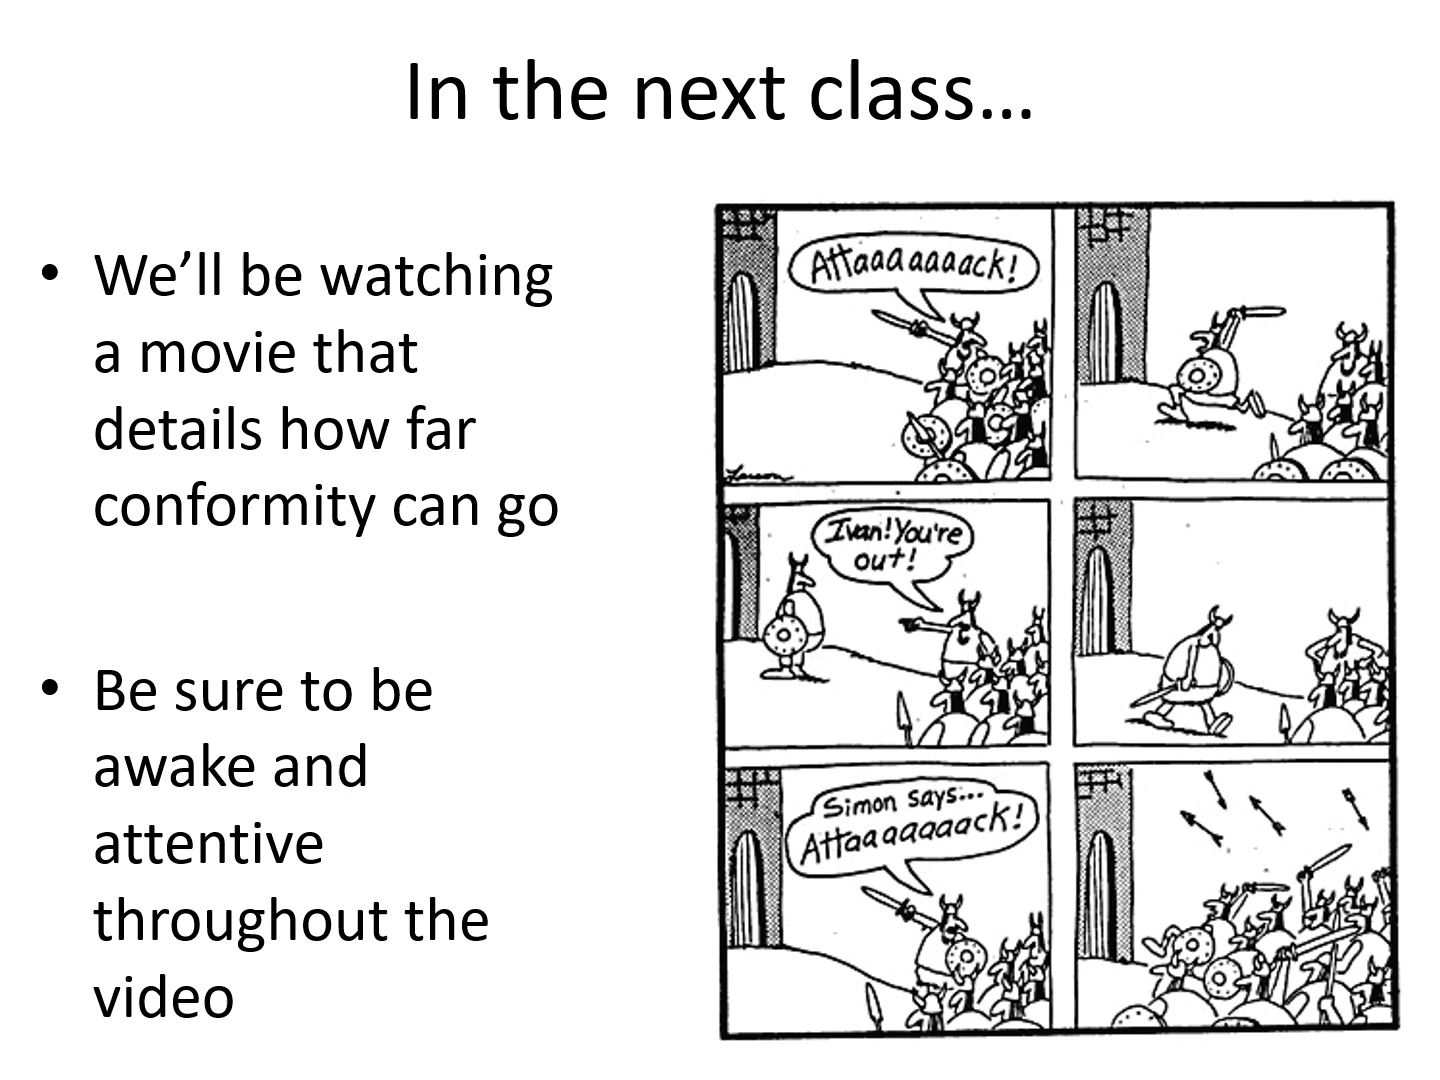 In the next class…
• We’ll be watching
a movie that
details how far
conformity can go
• Be sure to be
awake and
attentive
throughout the
video
Attaaaaaaack!
Larson
Ivan! You're
out!
Simon says...
Attaaaaaaack!